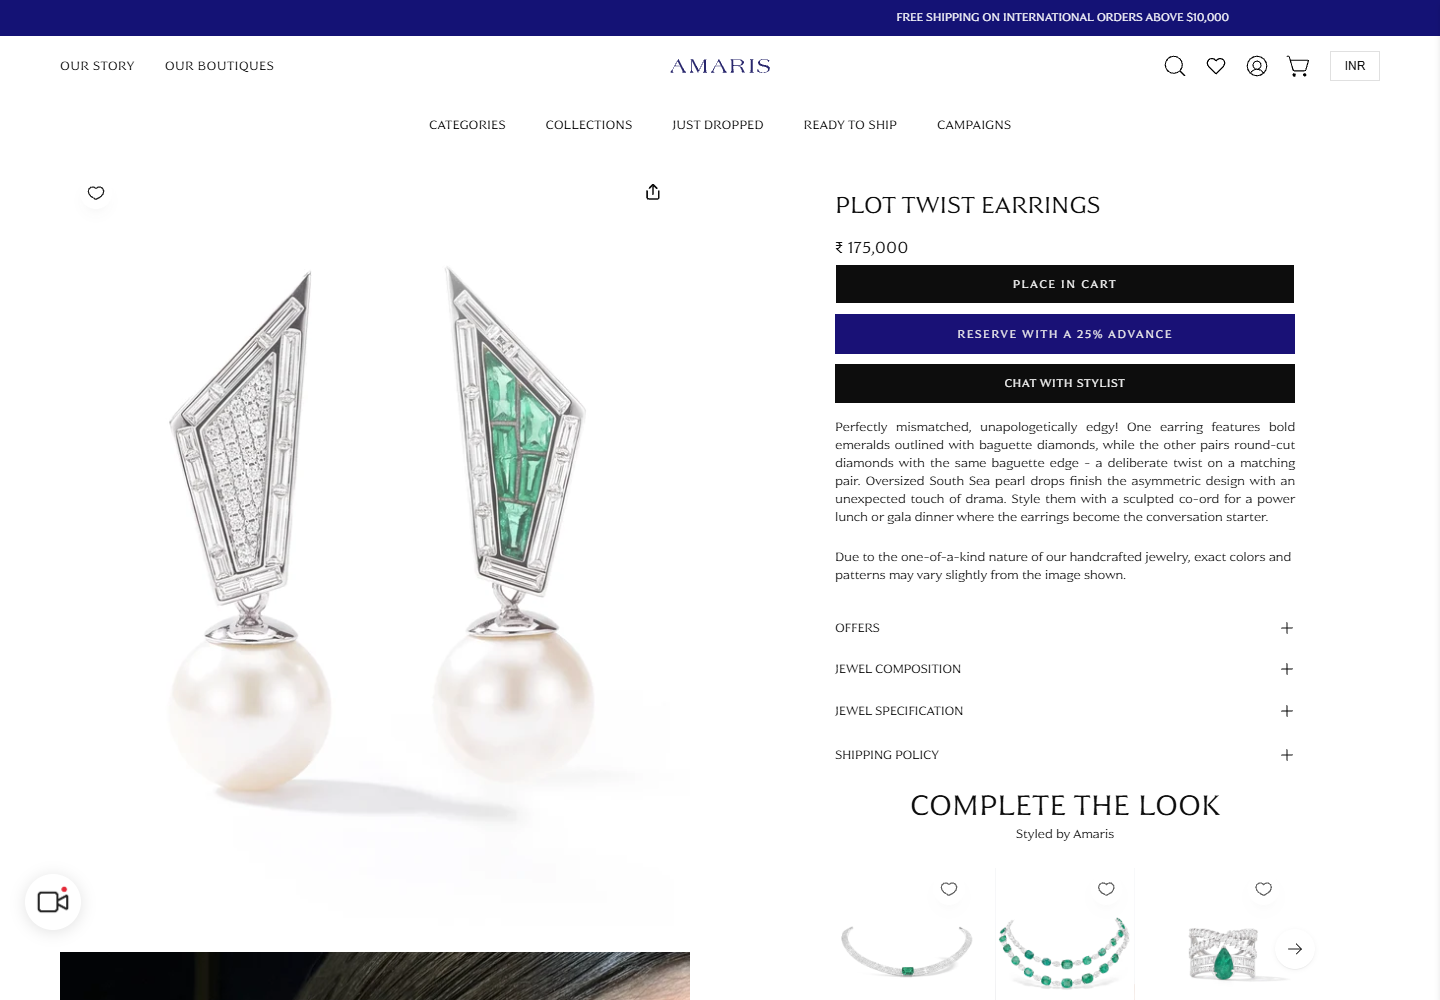 FREE SHIPPING ON INTERNATIONAL ORDERS ABOVE $10,000
OUR STORY
OUR BOUTIQUES
AMARIS
INR
CATEGORIES
COLLECTIONS
JUST DROPPED
READY TO SHIP
CAMPAIGNS
PLOT TWIST EARRINGS
₹ 175,000
PLACE IN CART
RESERVE WITH A 25% ADVANCE
CHAT WITH STYLIST
Perfectly mismatched, unapologetically edgy! One earring features bold
emeralds outlined with baguette diamonds, while the other pairs round-cut
diamonds with the same baguette edge - a deliberate twist on a matching
pair. Oversized South Sea pearl drops finish the asymmetric design with an
unexpected touch of drama. Style them with a sculpted co-ord for a power
lunch or gala dinner where the earrings become the conversation starter.
Due to the one-of-a-kind nature of our handcrafted jewelry, exact colors and
patterns may vary slightly from the image shown.
OFFERS
JEWEL COMPOSITION
JEWEL SPECIFICATION
SHIPPING POLICY
COMPLETE THE LOOK
Styled by Amaris